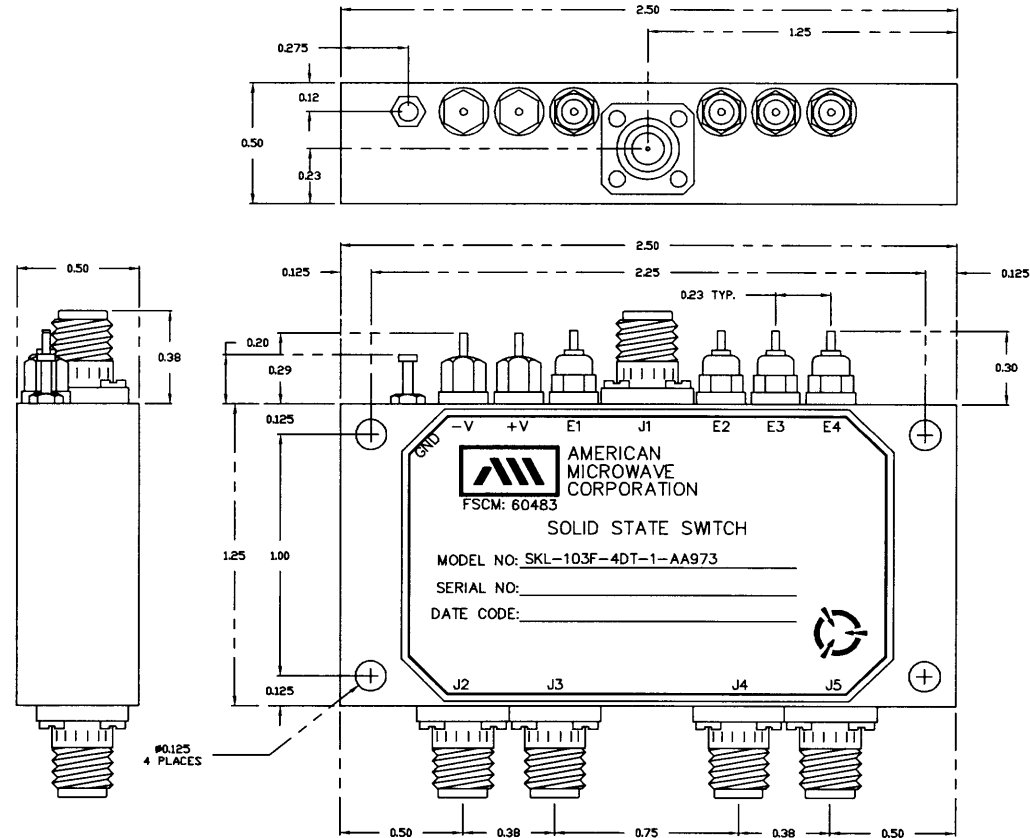 2.50
1.25
0.275
0.12
0.50
0.23
2.50
0.50
0.125
2.25
0.125
0.23 TYP.
0.20
0.38
0.29
0.30
0.125
-V
+V
E1
J1
E2
E3
E4
GND
AMERICAN
MICROWAVE
CORPORATION
FSCM: 60483
SOLID STATE SWITCH
1.25
1.00
MODEL NO: SKL-103F-4DT-1-AA973
SERIAL NO:
DATE CODE:
0.125
J2
J3
J4
J5
ø0.125
4 PLACES
0.50
0.38
0.75
0.38
0.50